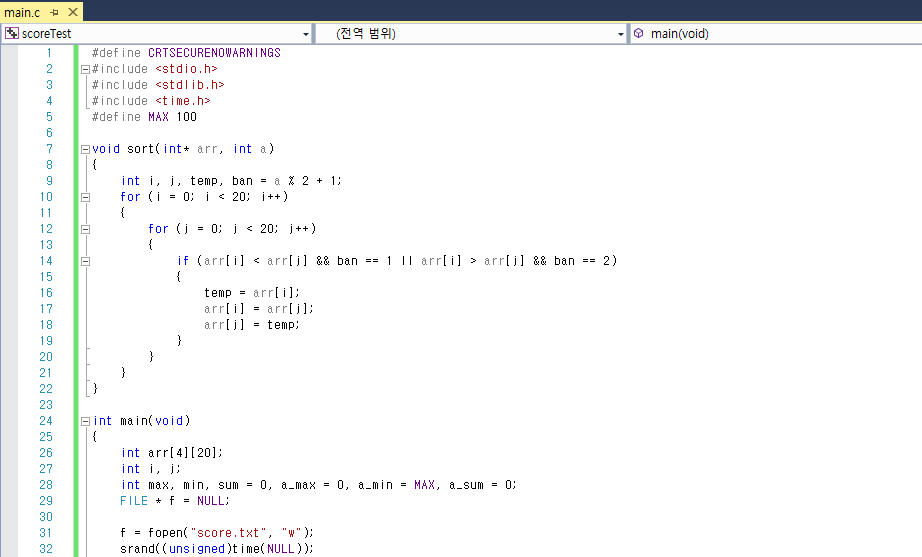 main.c
scoreTest (전역 범위) main(void)
1 #define CRTSECURENOWARNINGS
2 #include <stdio.h>
3 #include <stdlib.h>
4 #include <time.h>
5 #define MAX 100
6
7 void sort(int* arr, int a)
8 {
9 int i, j, temp, ban = a % 2 + 1;
10 for (i = 0; i < 20; i++)
11 {
12 for (j = 0; j < 20; j++)
13 {
14 if (arr[i] < arr[j] && ban == 1 || arr[i] > arr[j] && ban == 2)
15 {
16 temp = arr[i];
17 arr[i] = arr[j];
18 arr[j] = temp;
19 }
20 }
21 }
22 }
23
24 int main(void)
25 {
26 int arr[4][20];
27 int i, j;
28 int max, min, sum = 0, a_max = 0, a_min = MAX, a_sum = 0;
29 FILE * f = NULL;
30
31 f = fopen("score.txt", "w");
32 srand((unsigned)time(NULL));